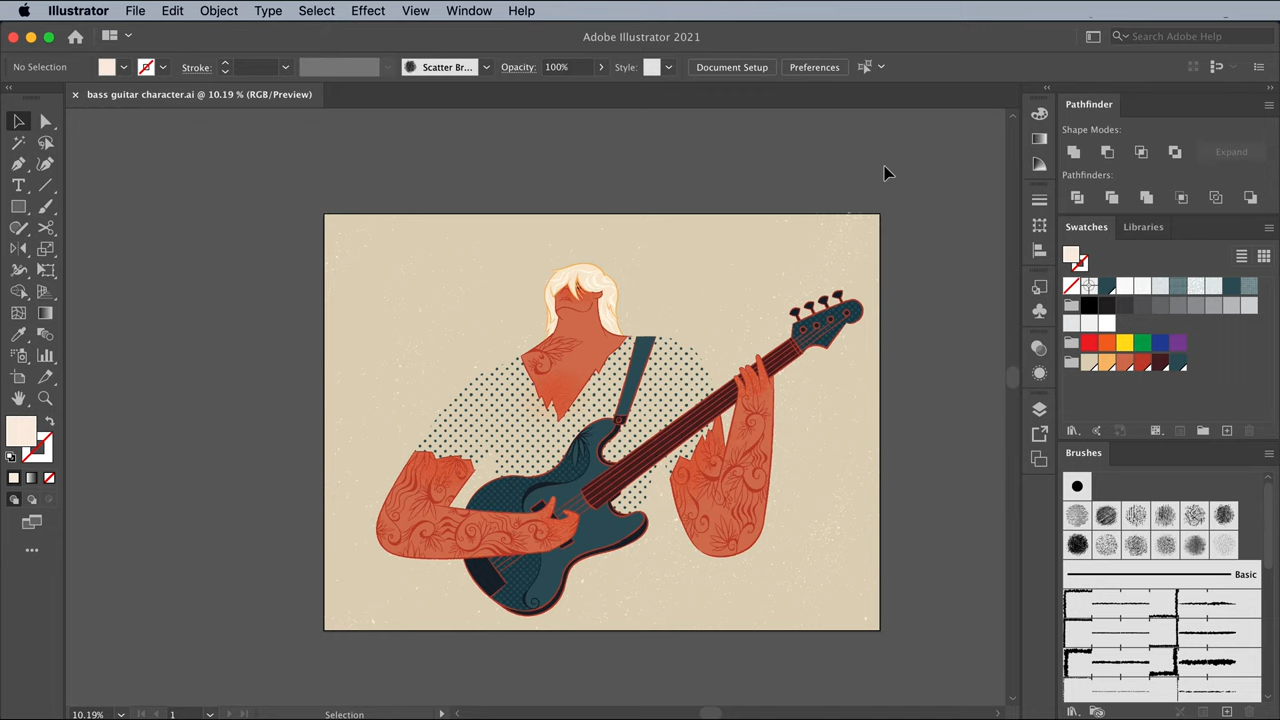 Illustrator File Edit Object Type Select Effect View Window Help
Adobe Illustrator 2021
Search Adobe Help
No Selection Stroke: Scatter Br... Opacity: 100% Style: Document Setup Preferences
× bass guitar character.ai @ 10.19 % (RGB/Preview)
Pathfinder
Shape Modes:
Expand
Pathfinders:
Swatches Libraries
Brushes
Basic
10.19% 1 Selection